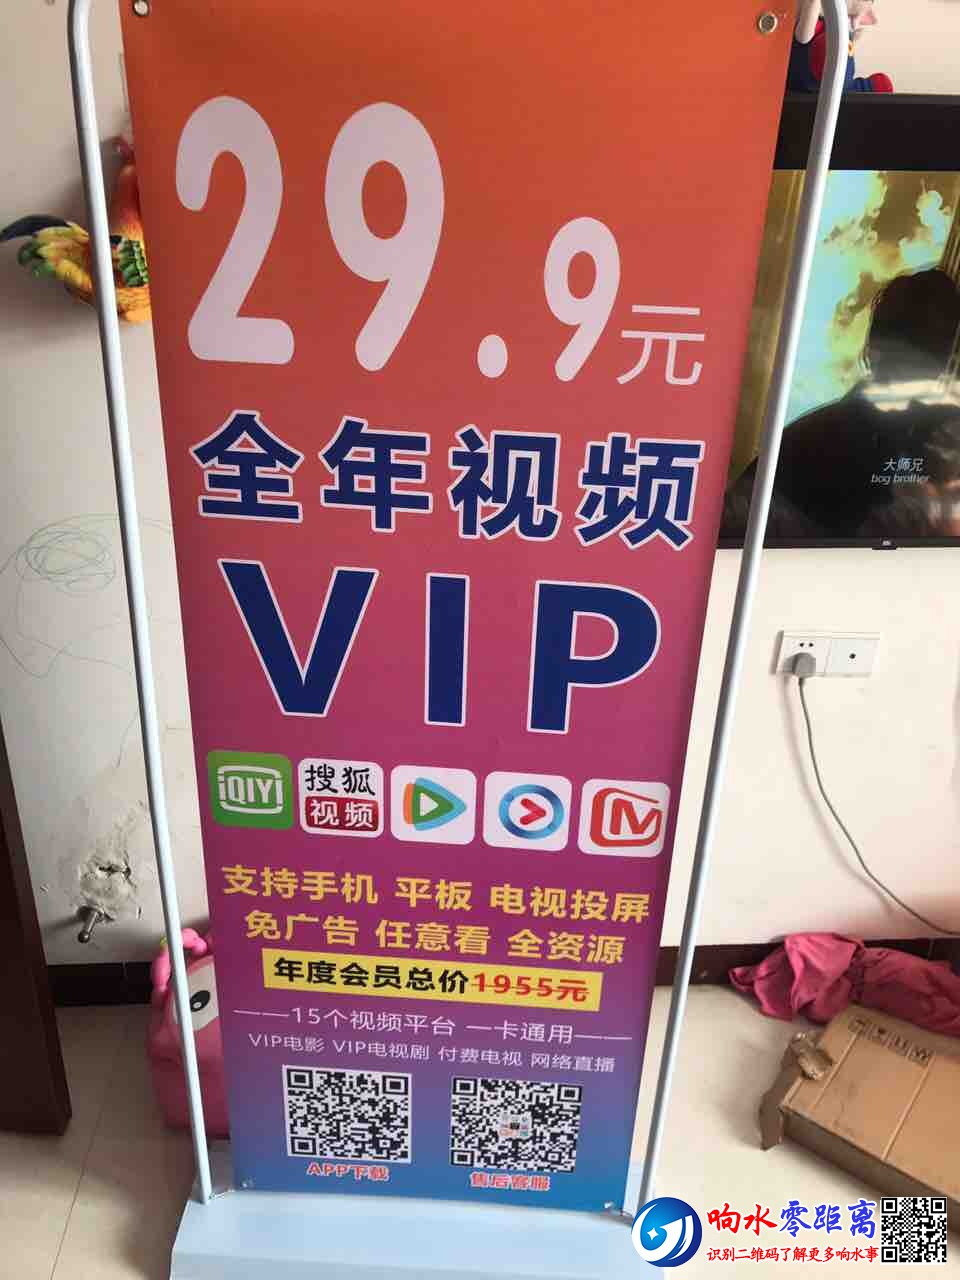 29.9元
全年视频
VIP
iQIYI
搜狐
视频
支持手机 平板 电视投屏
免广告 任意看 全资源
年度会员总价1955元
——15个视频平台 一卡通用——
VIP电影 VIP电视剧 付费电视 网络直播
APP下载
售后客服
大师兄
bog brother
响水零距离
识别二维码了解更多响水事